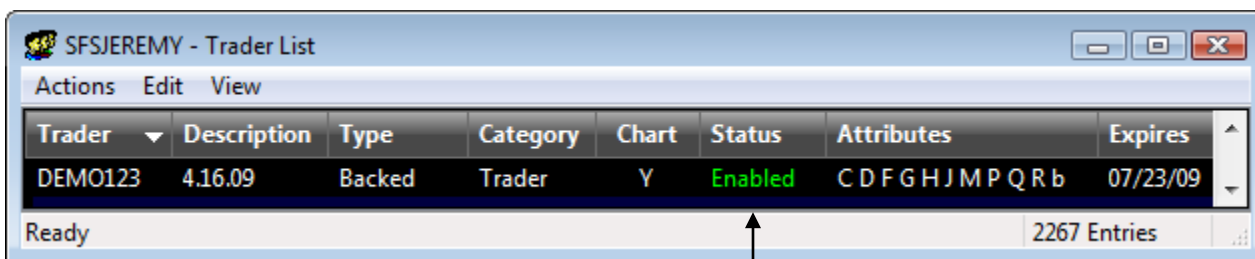 SFSJEREMY - Trader List
Actions Edit View
Trader Description Type Category Chart Status Attributes Expires
DEMO123 4.16.09 Backed Trader Y Enabled C D F G H J M P Q R b 07/23/09
Ready 2267 Entries